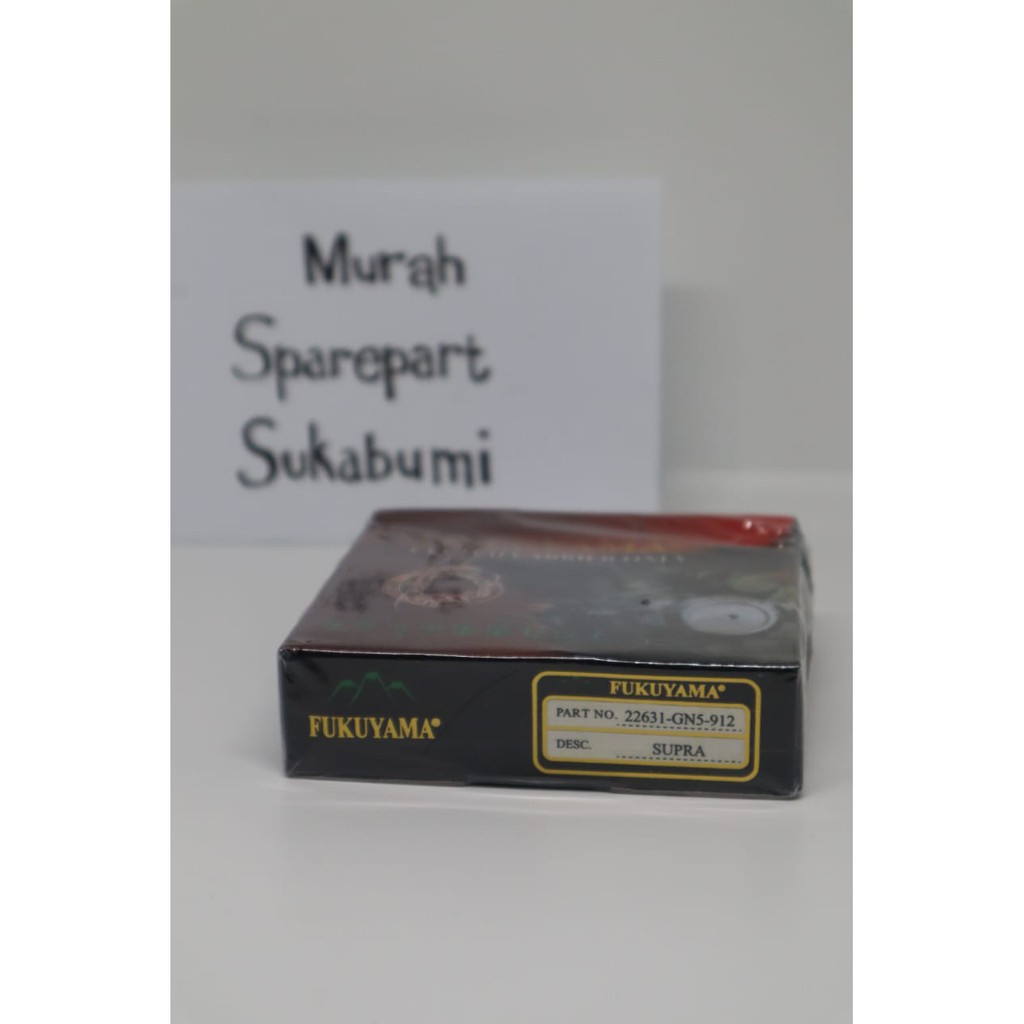 Murah
Sparepart
Sukabumi
FUKUYAMA®
FUKUYAMA®
PART NO. 22631-GN5-912
DESC. SUPRA